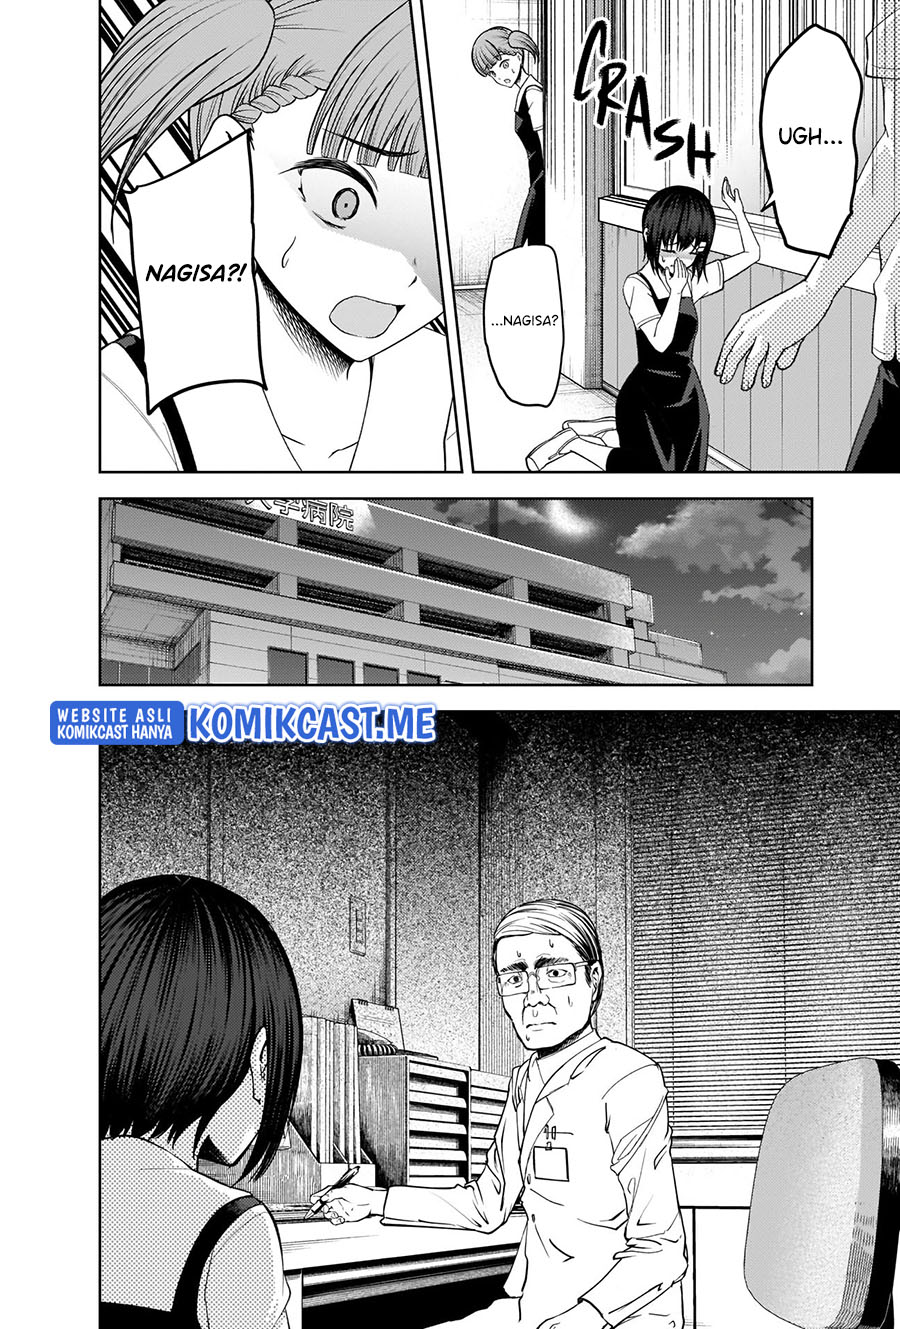 UGH...
CRASH
...NAGISA?
NAGISA?!
大学病院
WEBSITE ASLI
KOMIKCAST HANYA
KOMIKCAST.ME